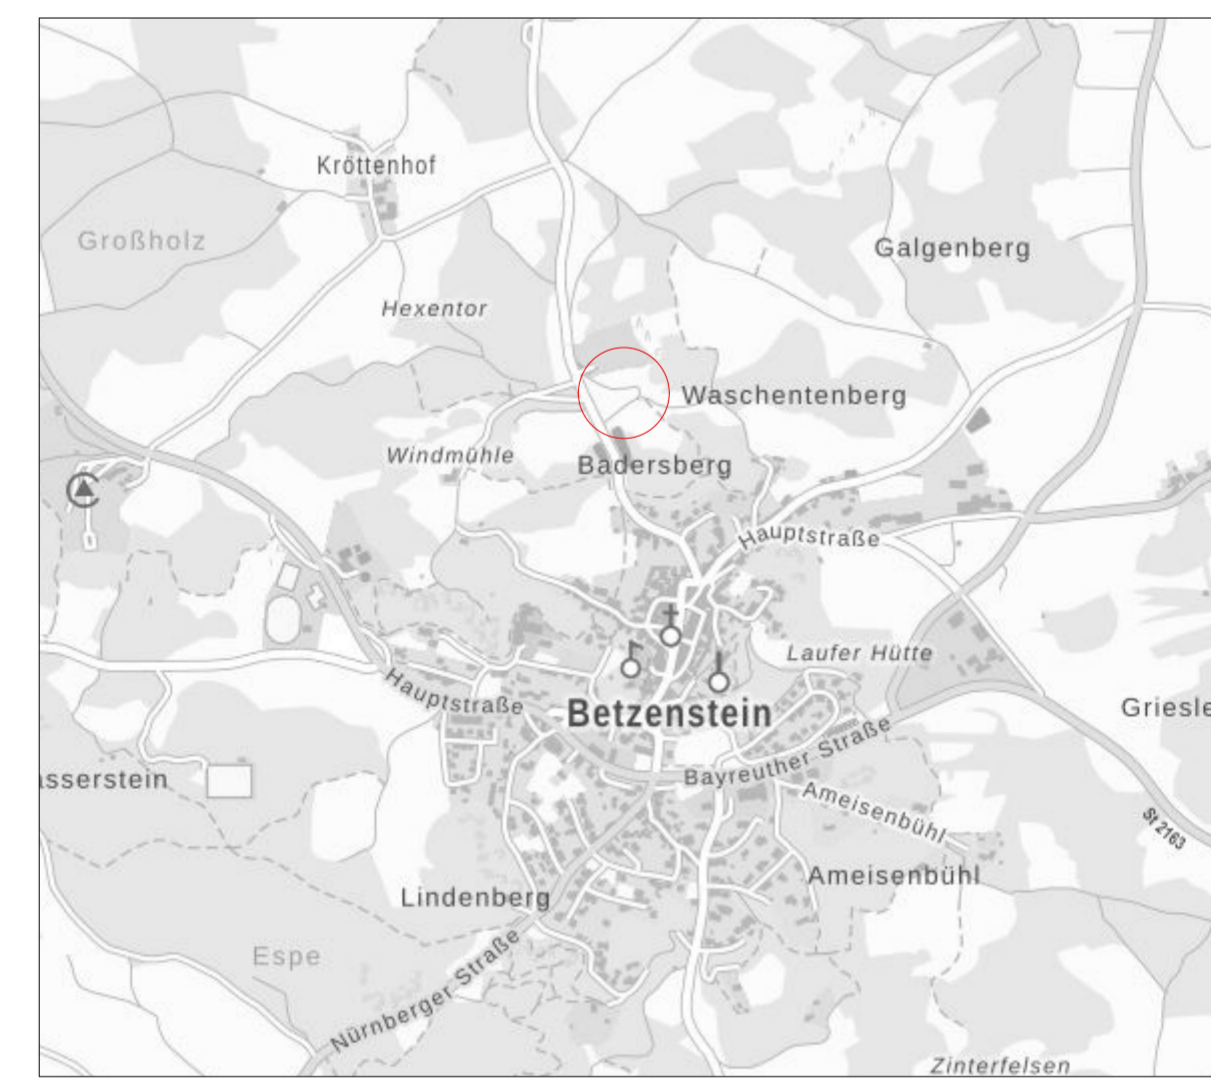 Kröttenhof
Großholz
Galgenberg
Hexentor
Waschentenberg
Windmühle
Badersberg
Hauptstraße
Laufer Hütte
Hauptstraße
Betzenstein
Griesle
Bayreuther Straße
asserstein
Ameisenbühl
St 2163
Ameisenbühl
Lindenberg
Espe
Nürnberger Straße
Zinterfelsen